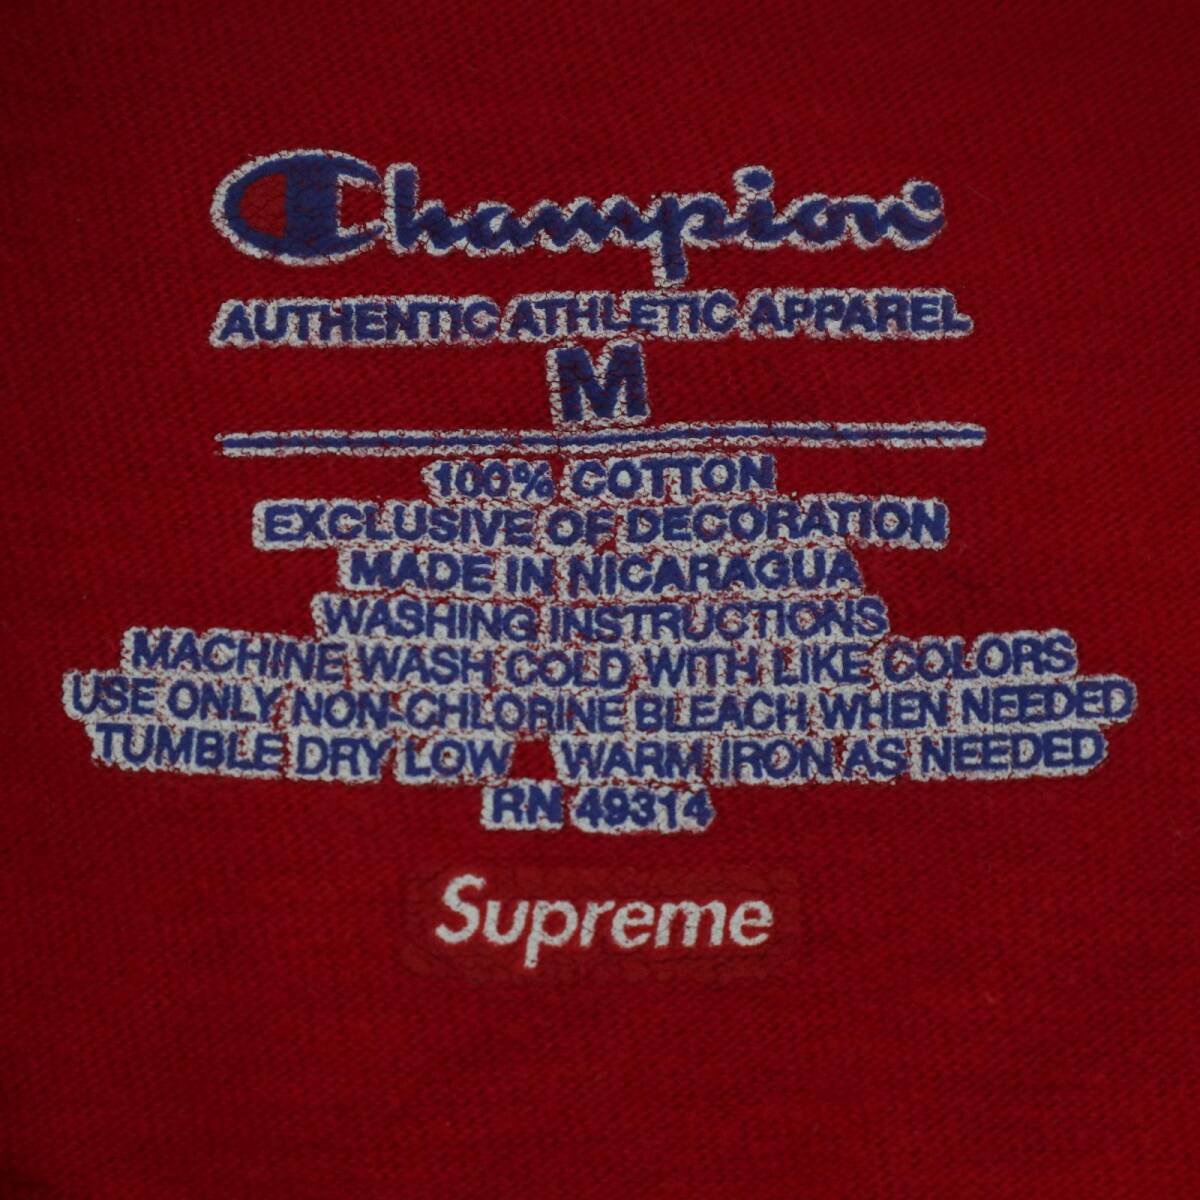 Champion
AUTHENTIC ATHLETIC APPAREL
M
100% COTTON
EXCLUSIVE OF DECORATION
MADE IN NICARAGUA
WASHING INSTRUCTIONS
MACHINE WASH COLD WITH LIKE COLORS
USE ONLY NON-CHLORINE BLEACH WHEN NEEDED
TUMBLE DRY LOW WARM IRON AS NEEDED
RN 49314
Supreme